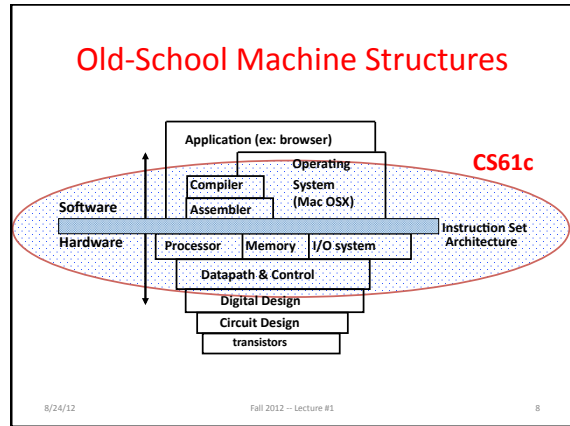 Old-School Machine Structures
Application (ex: browser)
Operating
System
(Mac OSX)
CS61c
Compiler
Assembler
Software
Hardware
Instruction Set
Architecture
Processor
Memory
I/O system
Datapath & Control
Digital Design
Circuit Design
transistors
8/24/12
Fall 2012 -- Lecture #1
8